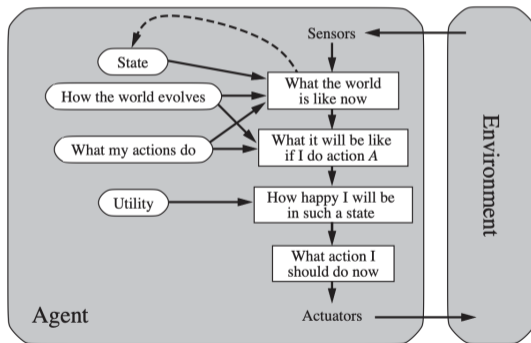 Sensors
State
What the world
is like now
How the world evolves
What it will be like
if I do action A
What my actions do
How happy I will be
in such a state
Utility
What action I
should do now
Agent
Actuators
Environment